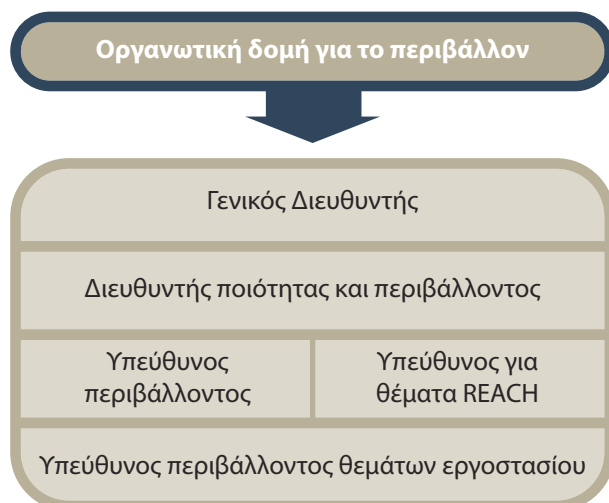 Οργανωτική δομή για το περιβάλλον
Γενικός Διευθυντής
Διευθυντής ποιότητας και περιβάλλοντος
Υπεύθυνος
περιβάλλοντος
Υπεύθυνος για
θέματα REACH
Υπεύθυνος περιβάλλοντος θεμάτων εργοστασίου